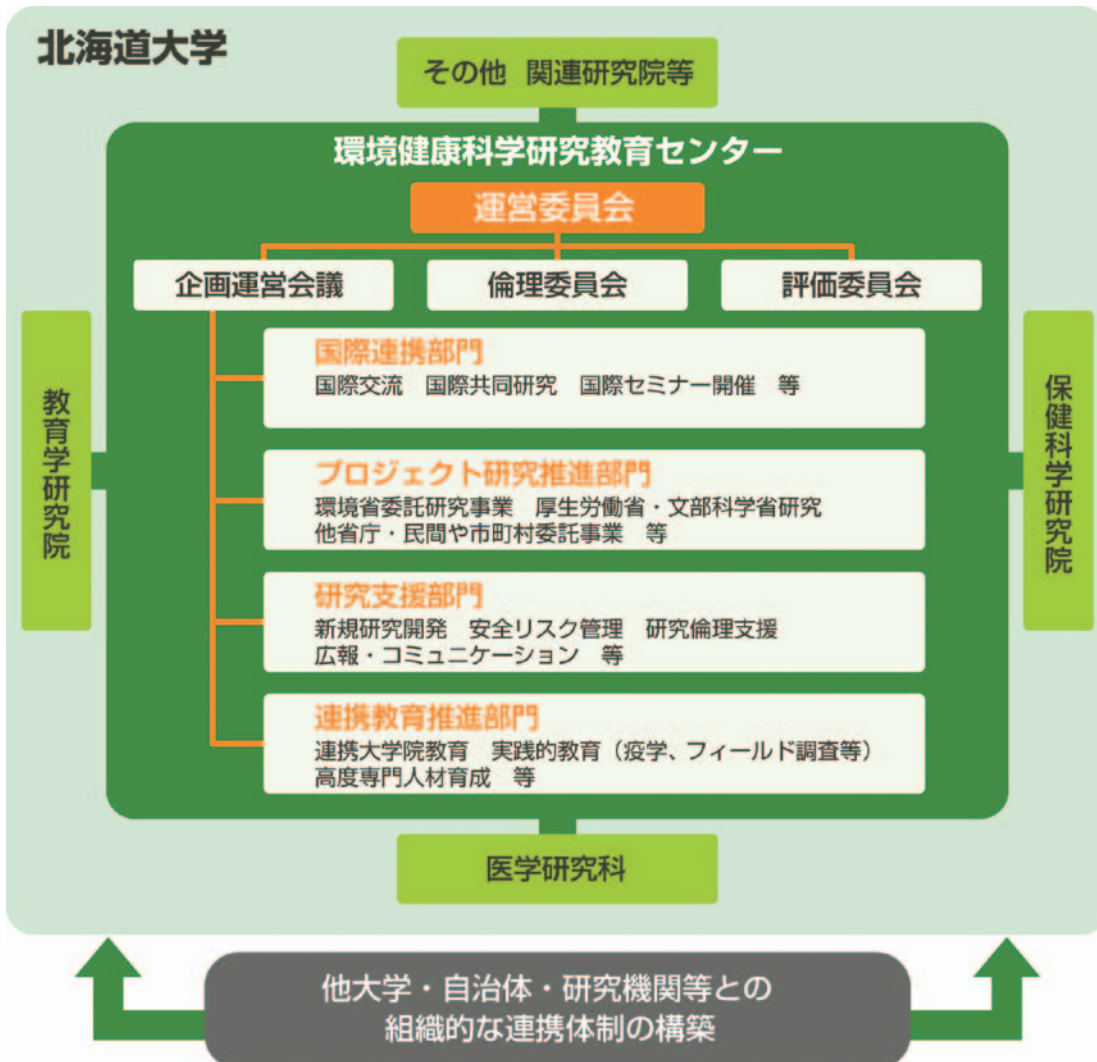 北海道大学
その他 関連研究院等
環境健康科学研究教育センター
運営委員会
企画運営会議
倫理委員会
評価委員会
教育学研究院
国際連携部門
国際交流　国際共同研究　国際セミナー開催　等
プロジェクト研究推進部門
環境省委託研究事業　厚生労働省・文部科学省研究
他省庁・民間や市町村委託事業　等
研究支援部門
新規研究開発　安全リスク管理　研究倫理支援
広報・コミュニケーション　等
連携教育推進部門
連携大学院教育　実践的教育（疫学、フィールド調査等）
高度専門人材育成　等
保健科学研究院
医学研究科
他大学・自治体・研究機関等との
組織的な連携体制の構築